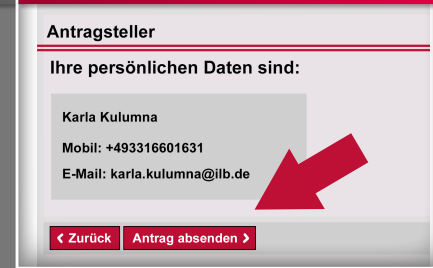 Antragsteller
Ihre persönlichen Daten sind:
Karla Kulumna
Mobil: +493316601631
E-Mail: karla.kulumna@ilb.de
Zurück
Antrag absenden